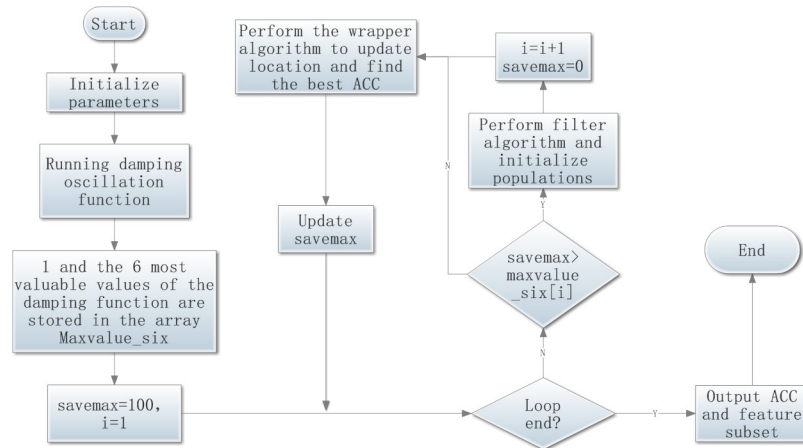 Start
Initialize
parameters
Running damping
oscillation
function
1 and the 6 most
valuable values of the
damping function are
stored in the array
Maxvalue_six
savemax=100,
i=1
Perform the wrapper
algorithm to update
location and find
the best ACC
Update
savemax
i=i+1
savemax=0
Perform filter
algorithm and
initialize
populations
Y
N
savemax>
maxvalue
_six[i]
N
Loop
end?
Y
Output ACC
and feature
subset
End